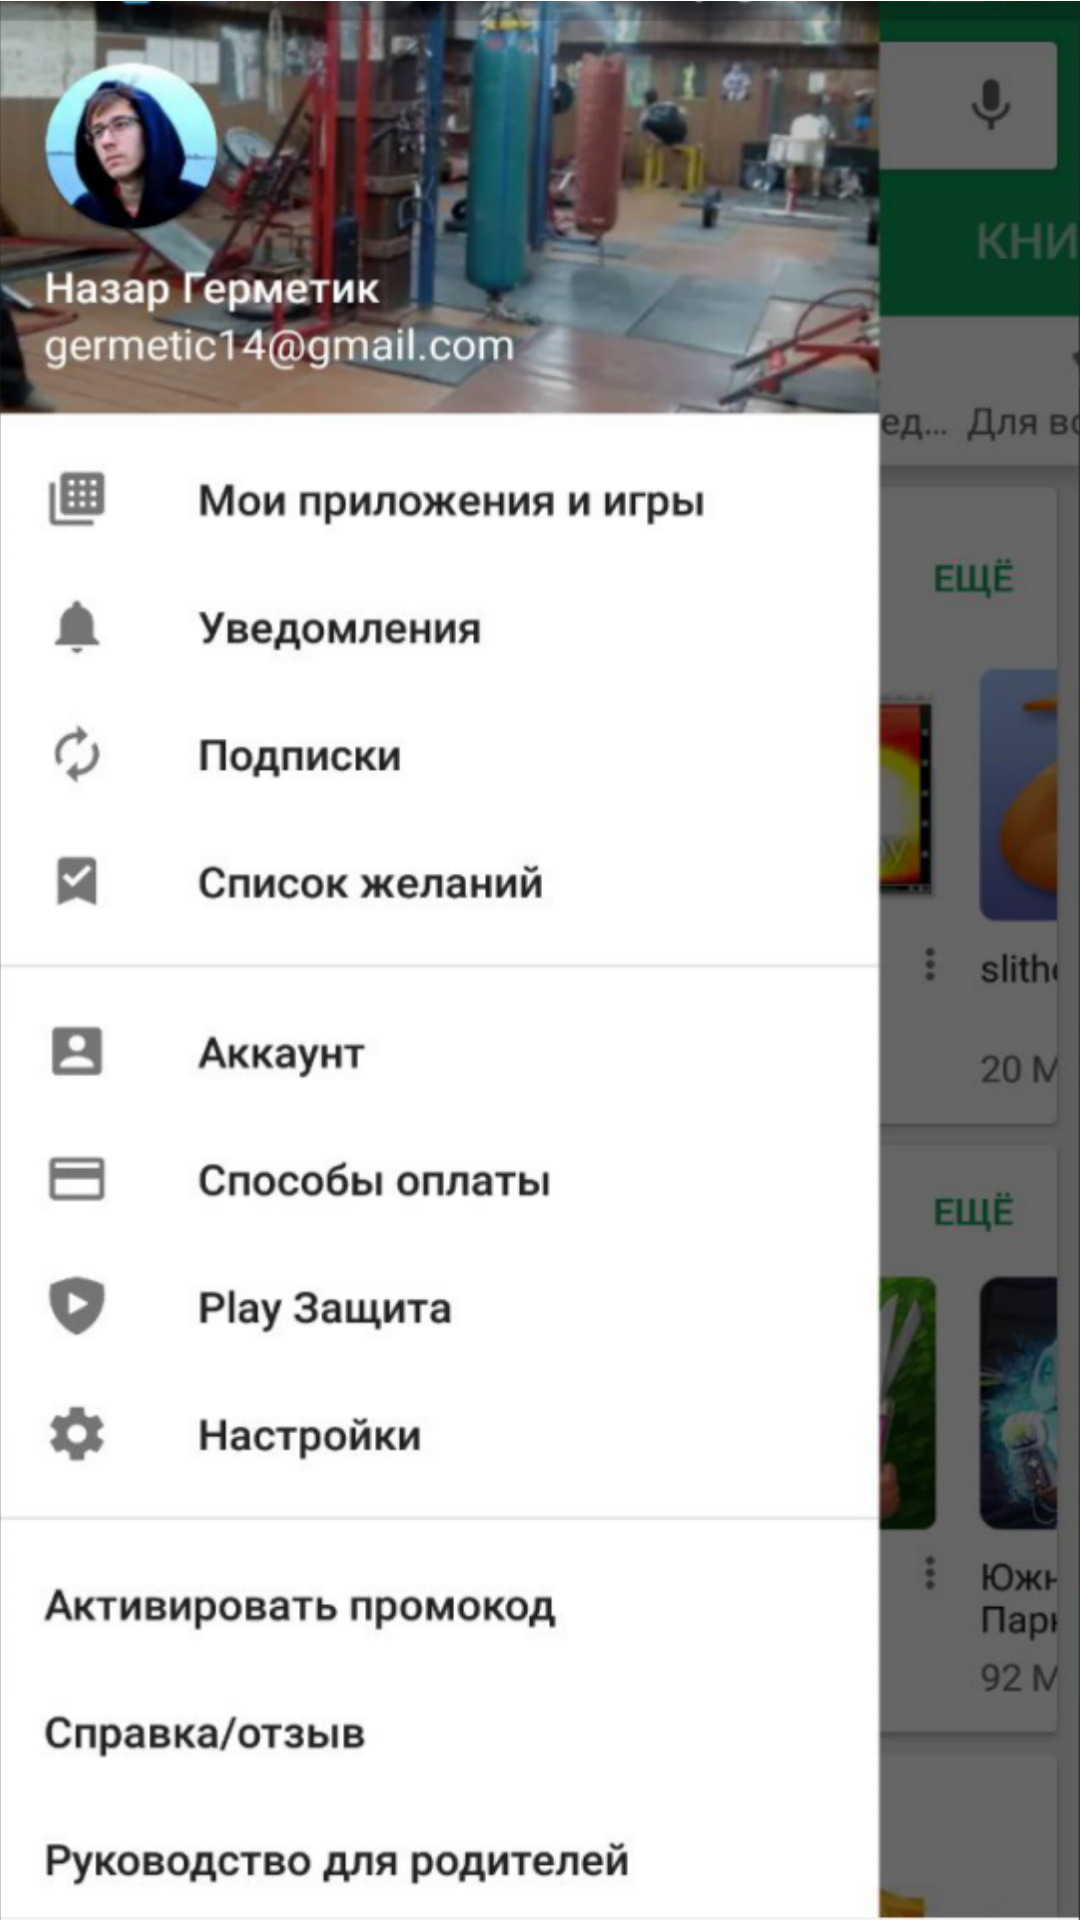 Назар Герметик
germetic14@gmail.com
КНИ
ед... Для вс
Мои приложения и игры
ЕЩЁ
Уведомления
Подписки
Список желаний
slithe
Аккаунт
20 М
Способы оплаты
ЕЩЁ
Play Защита
Настройки
Южн
Парк
92 М
Активировать промокод
Справка/отзыв
Руководство для родителей